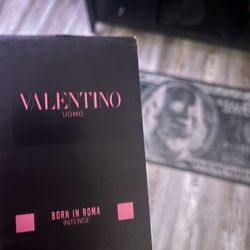 VALENTINO
UOMO
BORN IN ROMA
INTENSE